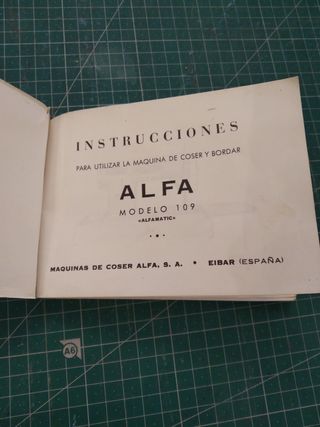 INSTRUCCIONES
PARA UTILIZAR LA MAQUINA DE COSER Y BORDAR
ALFA
MODELO 109
«ALFAMATIC»
MAQUINAS DE COSER ALFA, S. A. • EIBAR (ESPAÑA)
A6